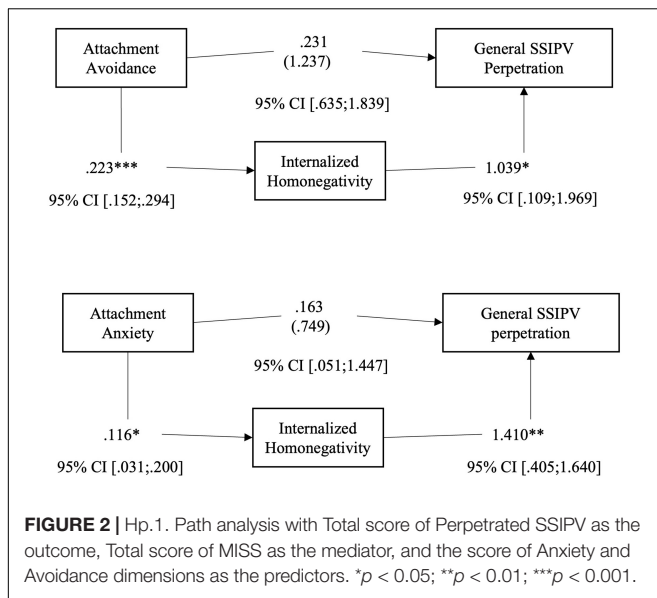 Attachment
Avoidance
.231
(1.237)
General SSIPV
Perpetration
95% CI [.635;1.839]
.223***
Internalized
Homonegativity
1.039*
95% CI [.152;.294]
95% CI [.109;1.969]
Attachment
Anxiety
.163
(.749)
General SSIPV
perpetration
95% CI [.051;1.447]
.116*
Internalized
Homonegativity
1.410**
95% CI [.031;.200]
95% CI [.405;1.640]
FIGURE 2 | Hp.1. Path analysis with Total score of Perpetrated SSIPV as the
outcome, Total score of MISS as the mediator, and the score of Anxiety and
Avoidance dimensions as the predictors. *p < 0.05; **p < 0.01; ***p < 0.001.